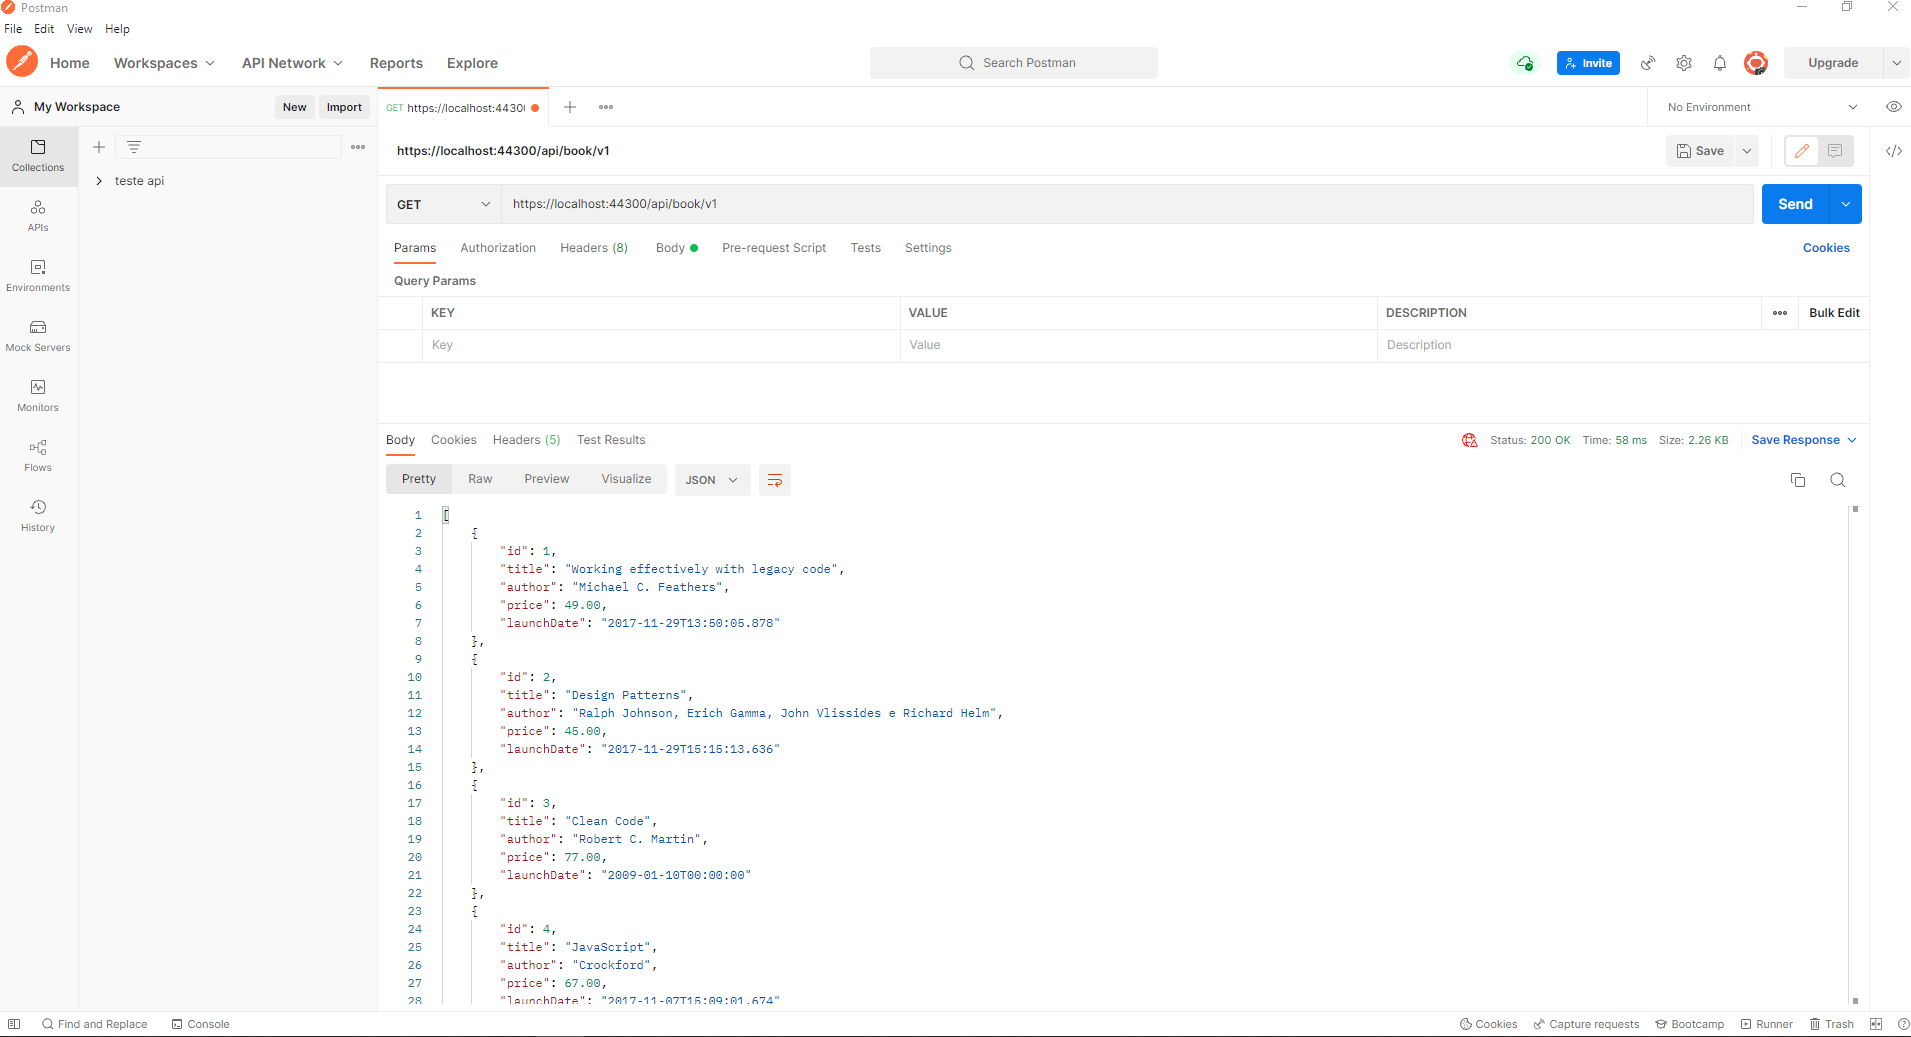 Postman
File Edit View Help
Home Workspaces API Network Reports Explore Search Postman Invite Upgrade
My Workspace New Import GET https://localhost:4430 No Environment
Collections
teste api
APIs
Environments
Mock Servers
Monitors
Flows
History
https://localhost:44300/api/book/v1 Save
GET https://localhost:44300/api/book/v1 Send
Params Authorization Headers (8) Body Pre-request Script Tests Settings Cookies
Query Params
KEY VALUE DESCRIPTION Bulk Edit
Key Value Description
Body Cookies Headers (5) Test Results Status: 200 OK Time: 58 ms Size: 2.26 KB Save Response
Pretty Raw Preview Visualize JSON
1 [
2 {
3 "id": 1,
4 "title": "Working effectively with legacy code",
5 "author": "Michael C. Feathers",
6 "price": 49.00,
7 "launchDate": "2017-11-29T13:50:05.878"
8 },
9 {
10 "id": 2,
11 "title": "Design Patterns",
12 "author": "Ralph Johnson, Erich Gamma, John Vlissides e Richard Helm",
13 "price": 45.00,
14 "launchDate": "2017-11-29T15:15:13.636"
15 },
16 {
17 "id": 3,
18 "title": "Clean Code",
19 "author": "Robert C. Martin",
20 "price": 77.00,
21 "launchDate": "2009-01-10T00:00:00"
22 },
23 {
24 "id": 4,
25 "title": "JavaScript",
26 "author": "Crockford",
27 "price": 67.00,
28 "launchDate": "2017-11-07T15:09:01.674"
Find and Replace Console Cookies Capture requests Bootcamp Runner Trash